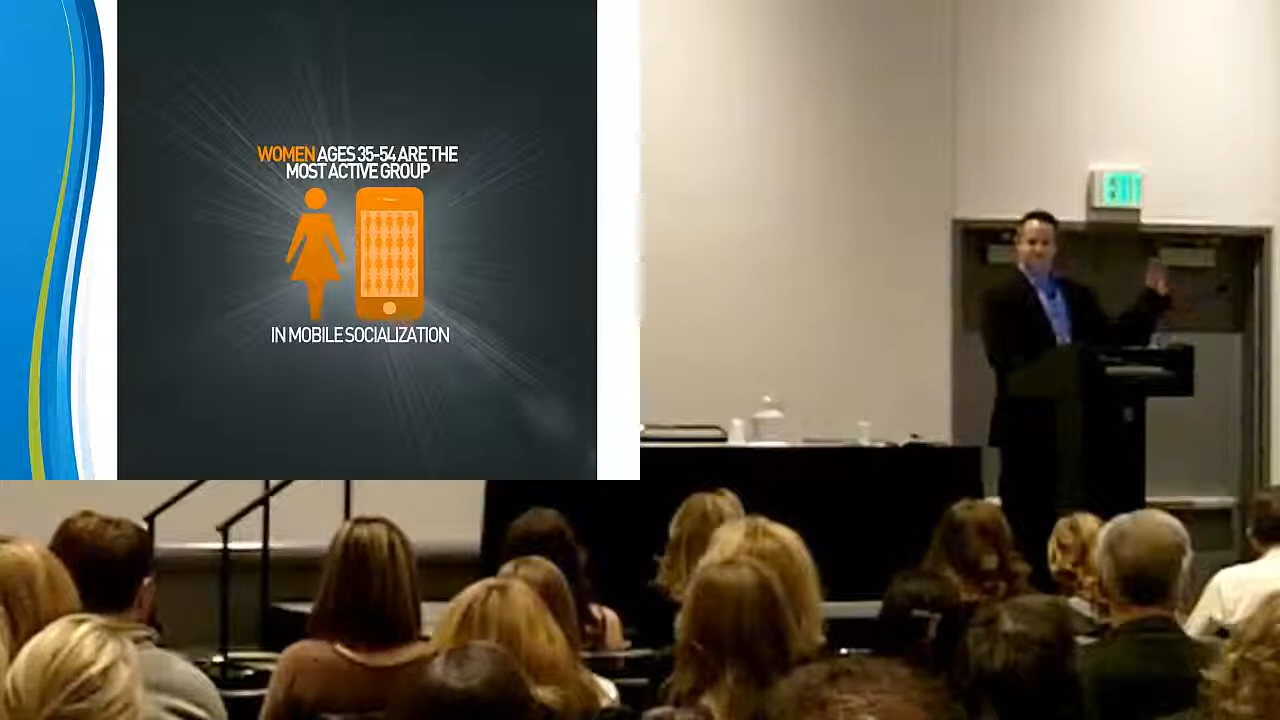 WOMEN AGES 35-54 ARE THE
MOST ACTIVE GROUP
IN MOBILE SOCIALIZATION
EXIT